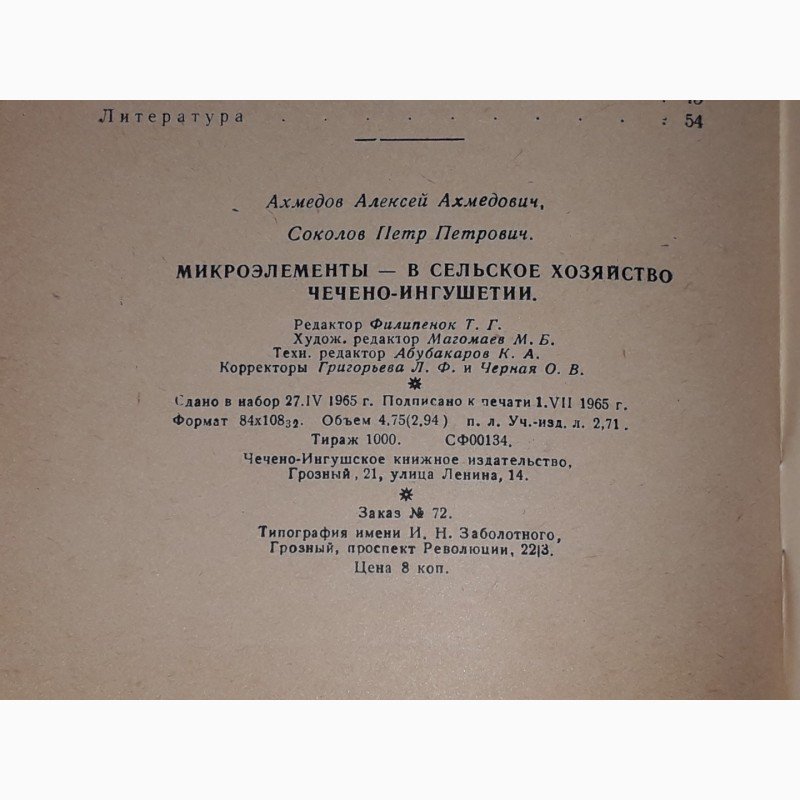 Литература . . . . . . . . . 54
Ахмедов Алексей Ахмедович,
Соколов Петр Петрович.
МИКРОЭЛЕМЕНТЫ — В СЕЛЬСКОЕ ХОЗЯЙСТВО
ЧЕЧЕНО-ИНГУШЕТИИ.
Редактор Филипенок Т. Г.
Худож. редактор Магомаев М. Б.
Техн. редактор Абубакаров К. А.
Корректоры Григорьева Л. Ф. и Черная О. В.
Сдано в набор 27.IV 1965 г. Подписано к печати 1.VII 1965 г.
Формат 84х108₃₂. Объем 4,75(2,94) п. л. Уч.-изд. л. 2,71.
Тираж 1000. СФ00134.
Чечено-Ингушское книжное издательство,
Грозный, 21, улица Ленина, 14.
Заказ № 72.
Типография имени И. Н. Заболотного,
Грозный, проспект Революции, 22|3.
Цена 8 коп.